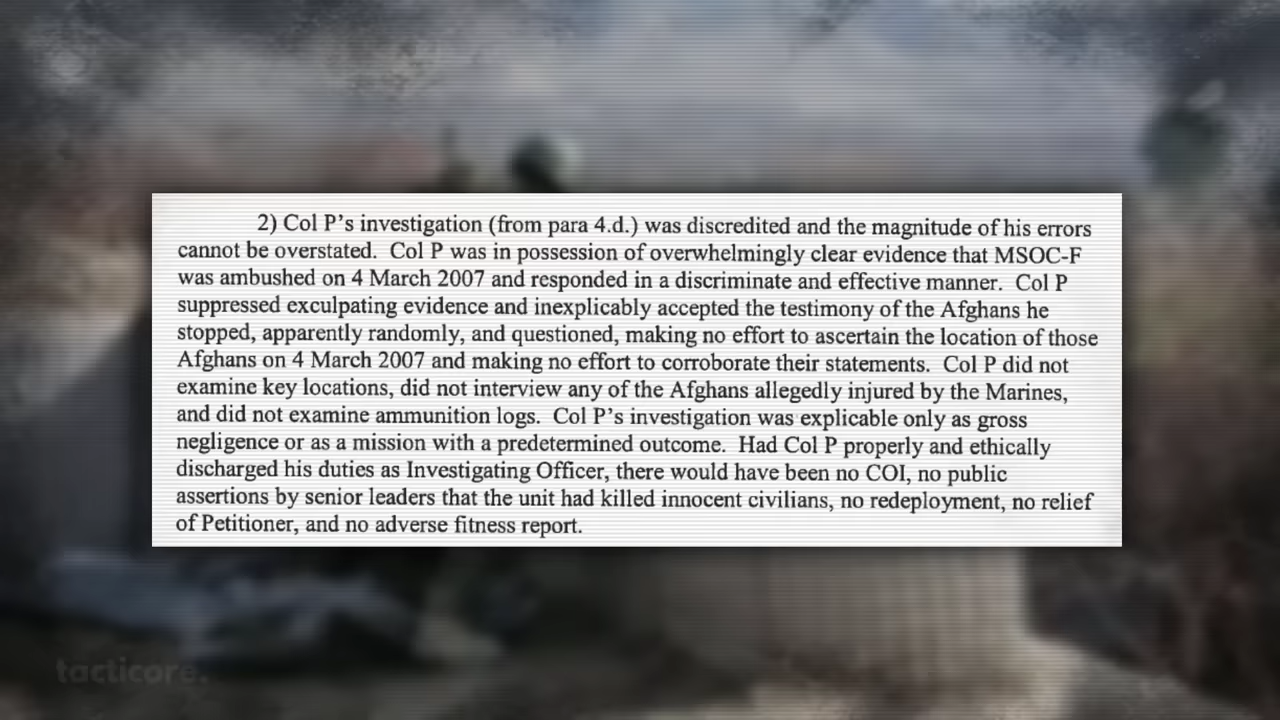 2) Col P's investigation (from para 4.d.) was discredited and the magnitude of his errors
cannot be overstated. Col P was in possession of overwhelmingly clear evidence that MSOC-F
was ambushed on 4 March 2007 and responded in a discriminate and effective manner. Col P
suppressed exculpating evidence and inexplicably accepted the testimony of the Afghans he
stopped, apparently randomly, and questioned, making no effort to ascertain the location of those
Afghans on 4 March 2007 and making no effort to corroborate their statements. Col P did not
examine key locations, did not interview any of the Afghans allegedly injured by the Marines,
and did not examine ammunition logs. Col P's investigation was explicable only as gross
negligence or as a mission with a predetermined outcome. Had Col P properly and ethically
discharged his duties as Investigating Officer, there would have been no COI, no public
assertions by senior leaders that the unit had killed innocent civilians, no redeployment, no relief
of Petitioner, and no adverse fitness report.
tacticore.